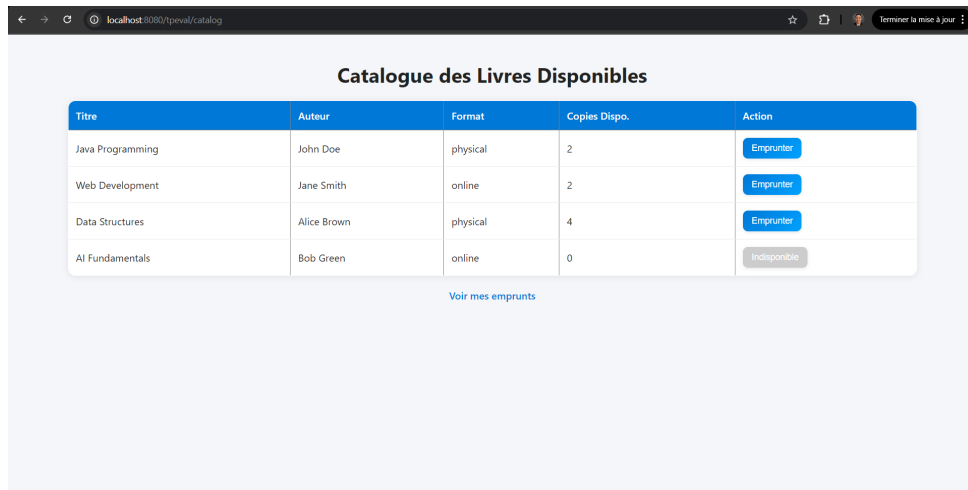 localhost:8080/tpeval/catalog
Terminer la mise à jour
Catalogue des Livres Disponibles
Titre Auteur Format Copies Dispo. Action
Java Programming John Doe physical 2 Emprunter
Web Development Jane Smith online 2 Emprunter
Data Structures Alice Brown physical 4 Emprunter
AI Fundamentals Bob Green online 0 Indisponible
Voir mes emprunts